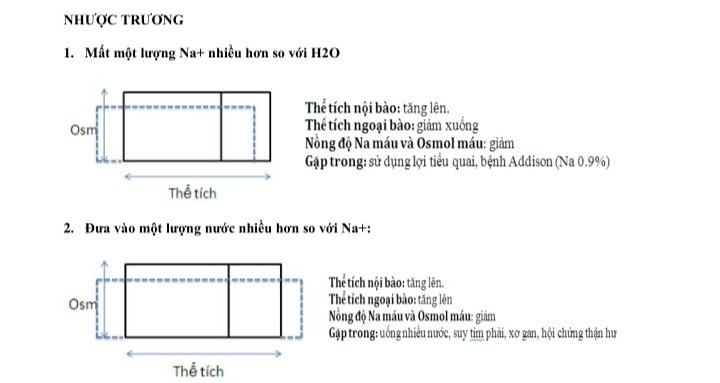 NHƯỢC TRƯƠNG
1. Mất một lượng Na+ nhiều hơn so với H2O
Thể tích nội bào: tăng lên.
Thể tích ngoại bào: giảm xuống
Nồng độ Na máu và Osmol máu: giảm
Gặp trong: sử dụng lợi tiểu quai, bệnh Addison (Na 0.9%)
Osm
Thể tích
2. Đưa vào một lượng nước nhiều hơn so với Na+:
Thể tích nội bào: tăng lên.
Thể tích ngoại bào: tăng lên
Nồng độ Na máu và Osmol máu: giảm
Gặp trong: uống nhiều nước, suy tim phải, xơ gan, hội chứng thận hư
Osm
Thể tích